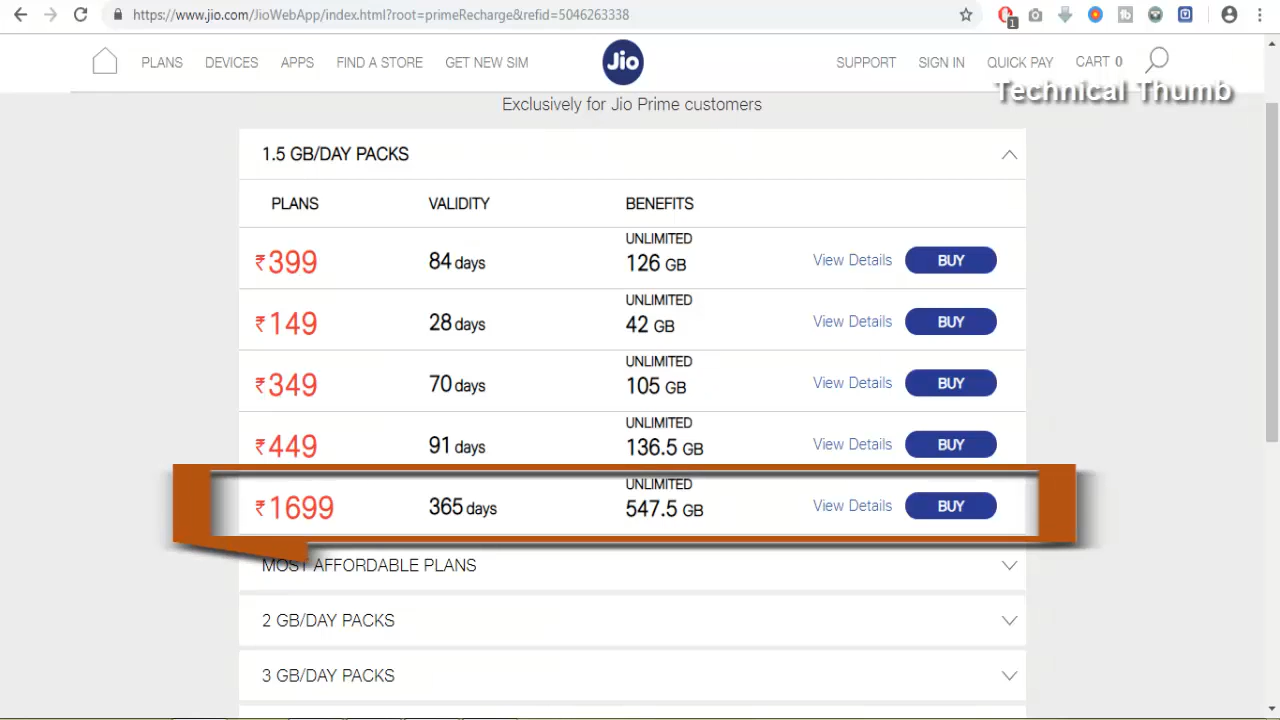 https://www.jio.com/JioWebApp/index.html?root=primeRecharge&refid=5046263338
1
PLANS DEVICES APPS FIND A STORE GET NEW SIM Jio SUPPORT SIGN IN QUICK PAY CART 0
Technical Thumb
Exclusively for Jio Prime customers
1.5 GB/DAY PACKS
PLANS VALIDITY BENEFITS
UNLIMITED
₹399 84 days 126 GB View Details BUY
UNLIMITED
₹149 28 days 42 GB View Details BUY
UNLIMITED
₹349 70 days 105 GB View Details BUY
UNLIMITED
₹449 91 days 136.5 GB View Details BUY
UNLIMITED
₹1699 365 days 547.5 GB View Details BUY
MOST AFFORDABLE PLANS
2 GB/DAY PACKS
3 GB/DAY PACKS